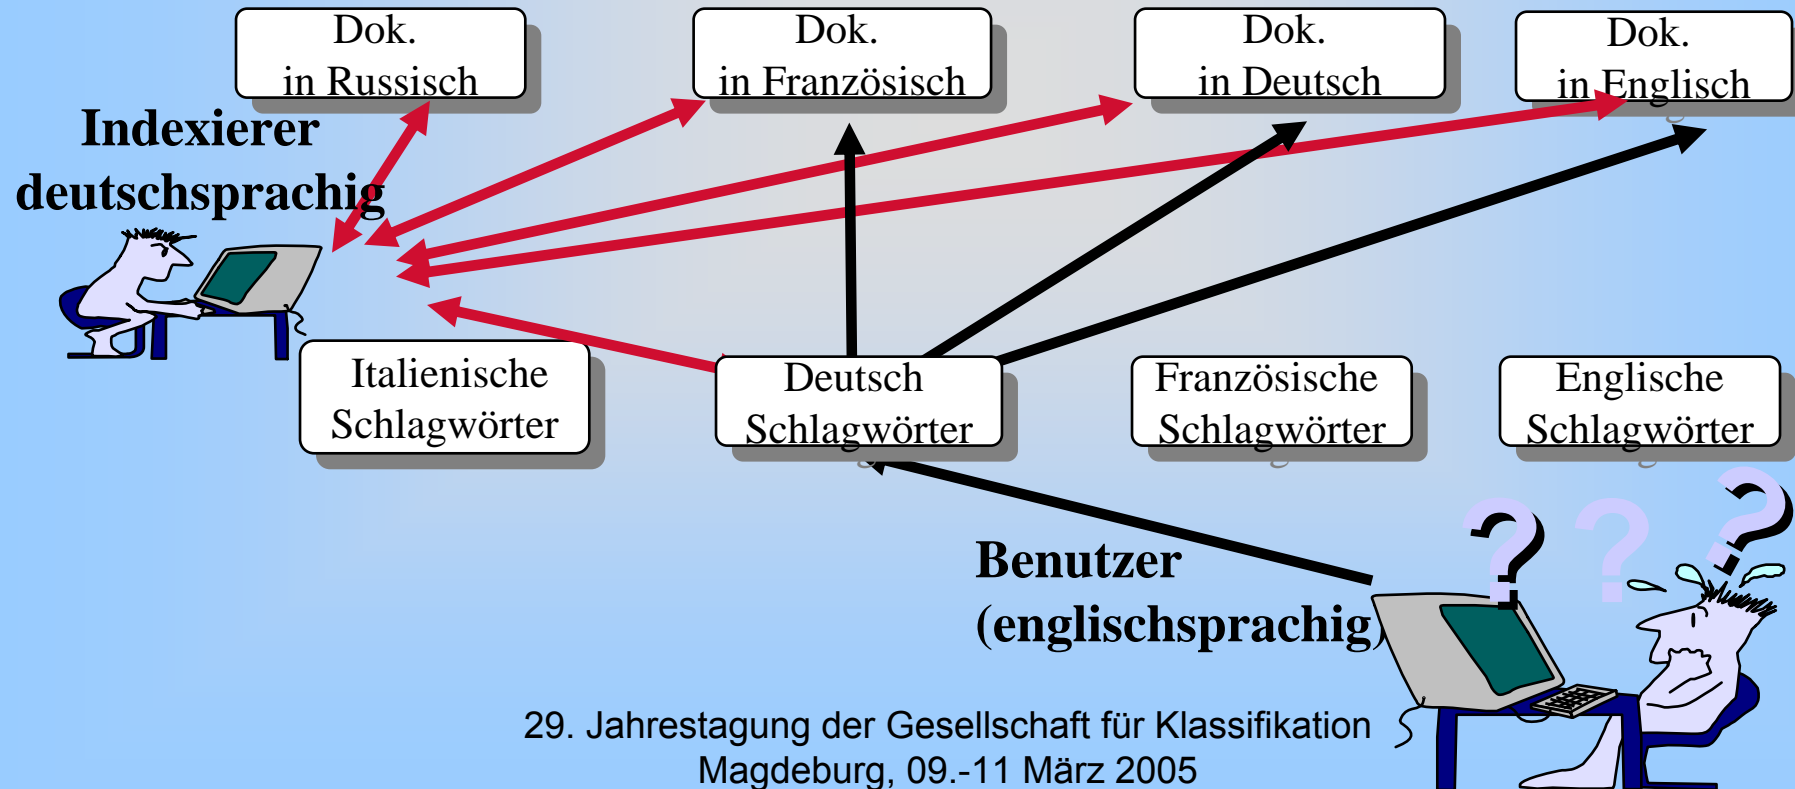 Dok.
in Russisch
Dok.
in Französisch
Dok.
in Deutsch
Dok.
in Englisch
Indexierer
deutschsprachig
Italienische
Schlagwörter
Deutsch
Schlagwörter
Französische
Schlagwörter
Englische
Schlagwörter
? ? ?
Benutzer
(englischsprachig)
29. Jahrestagung der Gesellschaft für Klassifikation
Magdeburg, 09.-11 März 2005